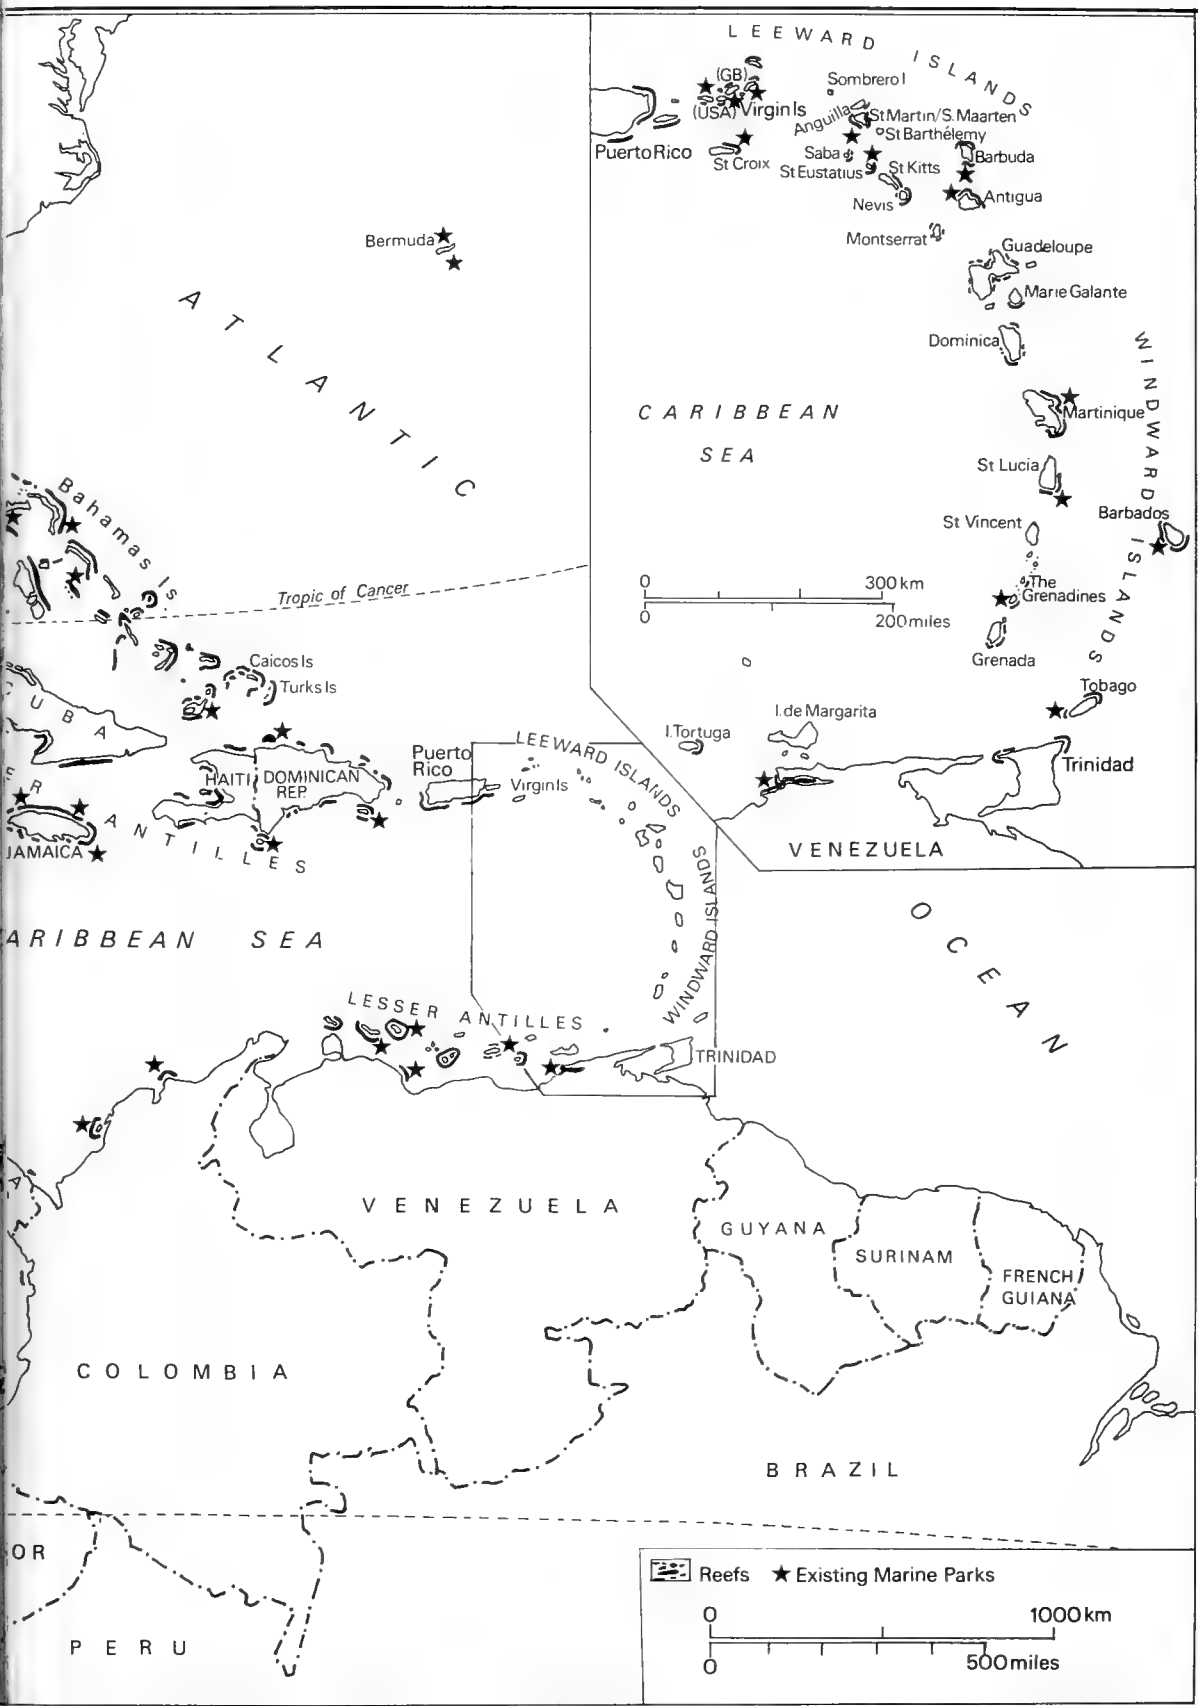 LEEWARD ISLANDS
(GB)
Sombrero I
(USA) Virgin Is
Anguilla
St Martin/S. Maarten
St Barthélemy
Puerto Rico
St Croix
Saba
St Eustatius
St Kitts
Barbuda
Nevis
Antigua
Montserrat
Guadeloupe
Marie Galante
Dominica
WINDWARD ISLANDS
CARIBBEAN
SEA
Martinique
St Lucia
St Vincent
Barbados
0 300 km
0 200 miles
The
Grenadines
Grenada
Tobago
I. de Margarita
I. Tortuga
Trinidad
VENEZUELA
Bermuda
ATLANTIC
Bahamas Is
Tropic of Cancer
Caicos Is
Turks Is
UBA
HAITI
DOMINICAN
REP.
Puerto
Rico
LEEWARD ISLANDS
Virgin Is
ER ANTILLES
JAMAICA
WINDWARD ISLANDS
ARIBBEAN SEA
OCEAN
LESSER ANTILLES
TRINIDAD
A
VENEZUELA
GUYANA
SURINAM
FRENCH
GUIANA
COLOMBIA
BRAZIL
OR
PERU
Reefs ★ Existing Marine Parks
0 1000 km
0 500 miles